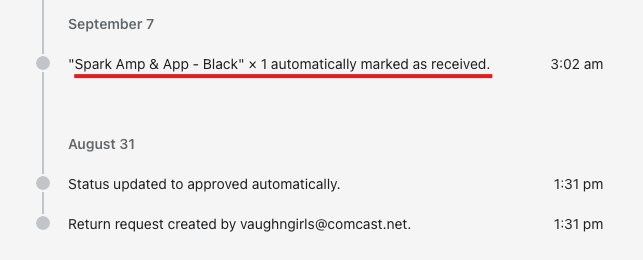 September 7
"Spark Amp & App - Black" × 1 automatically marked as received. 3:02 am
August 31
Status updated to approved automatically. 1:31 pm
Return request created by vaughngirls@comcast.net. 1:31 pm